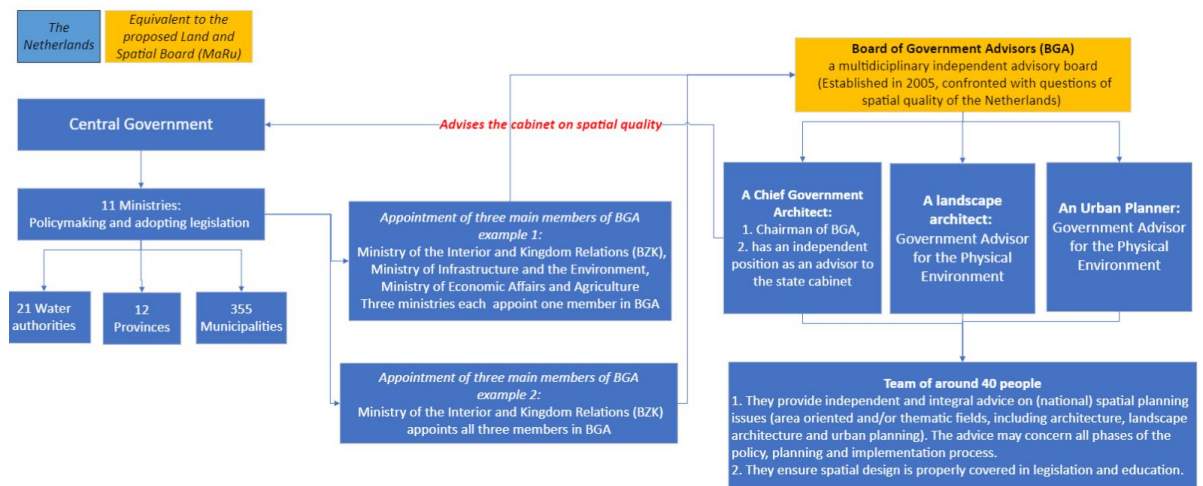 The
Netherlands
Equivalent to the
proposed Land and
Spatial Board (MaRu)
Board of Government Advisors (BGA)
a multidiciplinary independent advisory board
(Established in 2005, confronted with questions of
spatial quality of the Netherlands)
Central Government
Advises the cabinet on spatial quality
11 Ministries:
Policymaking and adopting legislation
21 Water
authorities
12
Provinces
355
Municipalities
Appointment of three main members of BGA
example 1:
Ministry of the Interior and Kingdom Relations (BZK),
Ministry of Infrastructure and the Environment,
Ministry of Economic Affairs and Agriculture
Three ministries each appoint one member in BGA
Appointment of three main members of BGA
example 2:
Ministry of the Interior and Kingdom Relations (BZK)
appoints all three members in BGA
A Chief Government
Architect:
1. Chairman of BGA,
2. has an independent
position as an advisor to
the state cabinet
A landscape
architect:
Government Advisor
for the Physical
Environment
An Urban Planner:
Government Advisor
for the Physical
Environment
Team of around 40 people
1. They provide independent and integral advice on (national) spatial planning
issues (area oriented and/or thematic fields, including architecture, landscape
architecture and urban planning). The advice may concern all phases of the
policy, planning and implementation process.
2. They ensure spatial design is properly covered in legislation and education.